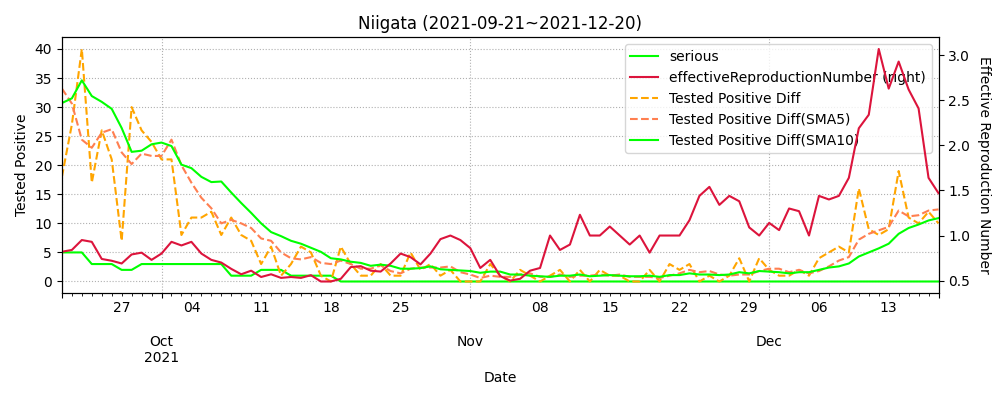 Niigata (2021-09-21~2021-12-20)
serious
effectiveReproductionNumber (right)
Tested Positive Diff
Tested Positive Diff(SMA5)
Tested Positive Diff(SMA10)
Tested Positive
40
35
30
25
20
15
10
5
0
3.0
2.5
2.0
1.5
1.0
0.5
Effective Reproduction Number
27 04 11 18 25 08 15 22 29 06 13
Oct Nov Dec
2021
Date